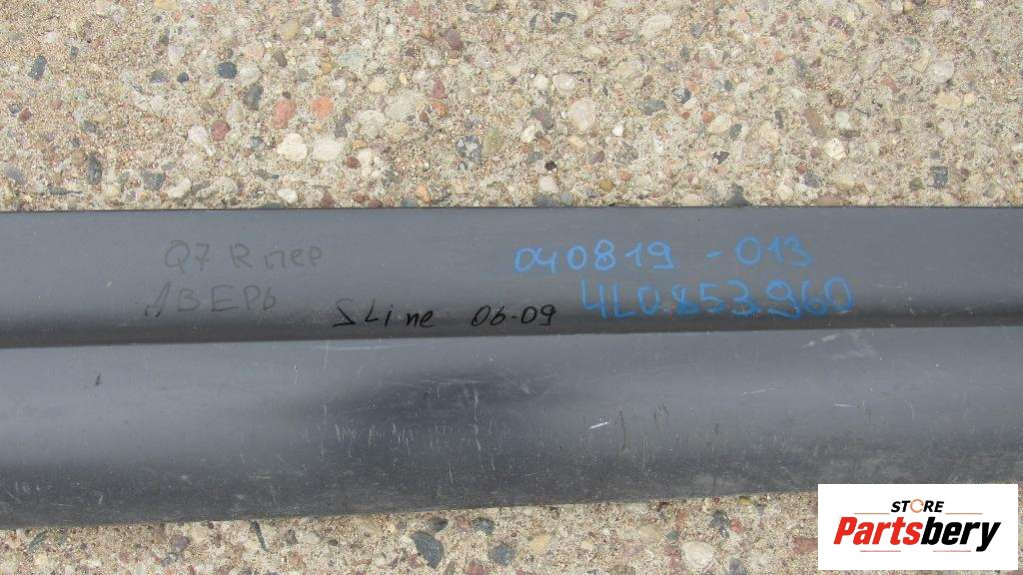 Q7 R пер
ДВЕРЬ
SLine 06-09
040819-013
4L0853960
STORE
Partsbery